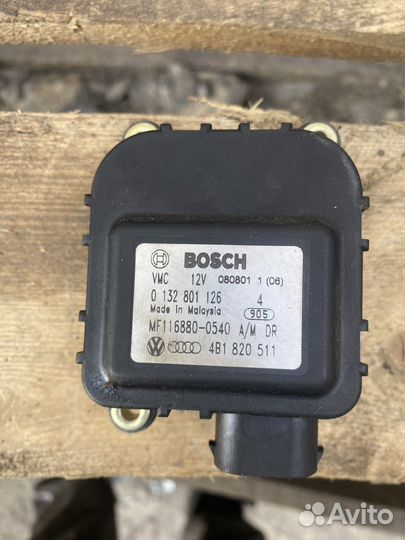 BOSCH
VMC 12V 080801 1 (06)
0 132 801 126 4
Made in Malaysia 905
MF116880-0540 A/M DR
4B1 820 511
Avito